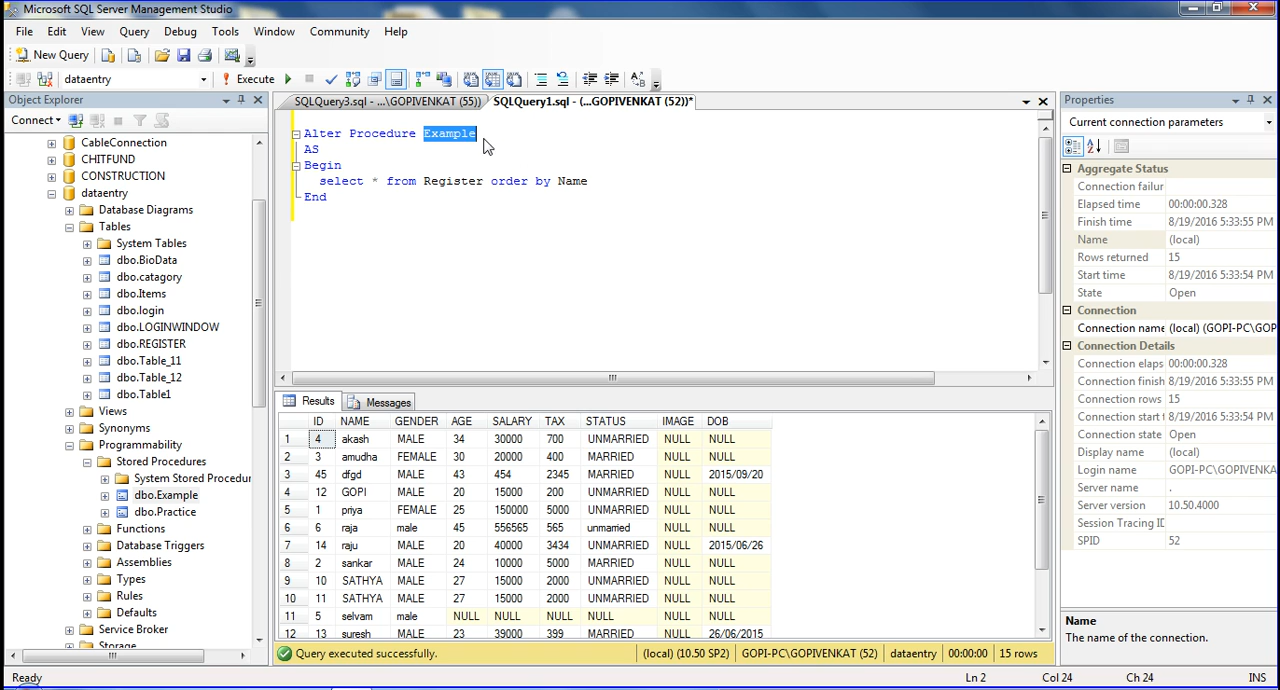 Microsoft SQL Server Management Studio
File Edit View Query Debug Tools Window Community Help
New Query
dataentry Execute
Object Explorer
Connect
CableConnection
CHITFUND
CONSTRUCTION
dataentry
Database Diagrams
Tables
System Tables
dbo.BioData
dbo.catagory
dbo.Items
dbo.login
dbo.LOGINWINDOW
dbo.REGISTER
dbo.Table_11
dbo.Table_12
dbo.Table1
Views
Synonyms
Programmability
Stored Procedures
System Stored Procedur
dbo.Example
dbo.Practice
Functions
Database Triggers
Assemblies
Types
Rules
Defaults
Service Broker
Storage
SQLQuery3.sql - ...\GOPIVENKAT (55)) SQLQuery1.sql - (...GOPIVENKAT (52))*
Alter Procedure Example
AS
Begin
select * from Register order by Name
End
Results Messages
ID NAME GENDER AGE SALARY TAX STATUS IMAGE DOB
1 4 akash MALE 34 30000 700 UNMARRIED NULL NULL
2 3 amudha FEMALE 30 20000 400 MARRIED NULL NULL
3 45 dfgd MALE 43 454 2345 MARRIED NULL 2015/09/20
4 12 GOPI MALE 20 15000 200 UNMARRIED NULL NULL
5 1 priya FEMALE 25 150000 5000 UNMARRIED NULL NULL
6 6 raja male 45 556565 565 unmarried NULL NULL
7 14 raju MALE 20 40000 3434 UNMARRIED NULL 2015/06/26
8 2 sankar MALE 24 10000 5000 MARRIED NULL NULL
9 10 SATHYA MALE 27 15000 2000 UNMARRIED NULL NULL
10 11 SATHYA MALE 27 15000 2000 UNMARRIED NULL NULL
11 5 selvam male NULL NULL NULL NULL NULL NULL
12 13 suresh MALE 23 39000 399 MARRIED NULL 26/06/2015
Query executed successfully. (local) (10.50 SP2) GOPI-PC\GOPIVENKAT (52) dataentry 00:00:00 15 rows
Properties
Current connection parameters
Aggregate Status
Connection failur
Elapsed time 00:00:00.328
Finish time 8/19/2016 5:33:55 PM
Name (local)
Rows returned 15
Start time 8/19/2016 5:33:54 PM
State Open
Connection
Connection name (local) (GOPI-PC\GOP
Connection Details
Connection elaps 00:00:00.328
Connection finish 8/19/2016 5:33:55 PM
Connection rows 15
Connection start t 8/19/2016 5:33:54 PM
Connection state Open
Display name (local)
Login name GOPI-PC\GOPIVENKA
Server name .
Server version 10.50.4000
Session Tracing ID
SPID 52
Name
The name of the connection.
Ready Ln 2 Col 24 Ch 24 INS